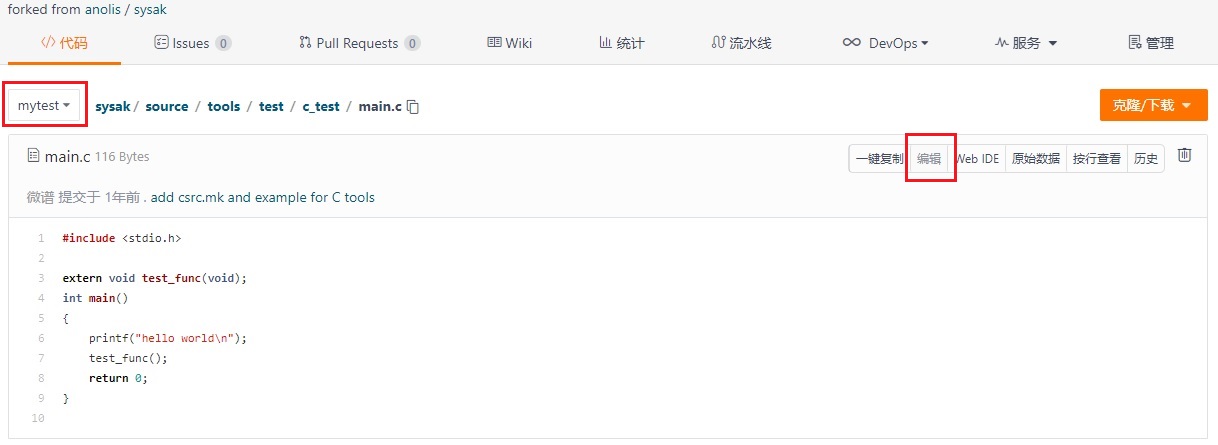 forked from anolis / sysak
代码 Issues 0 Pull Requests 0 Wiki 统计 流水线 DevOps 服务 管理
mytest sysak / source / tools / test / c_test / main.c 克隆/下载
main.c 116 Bytes 一键复制 编辑 Web IDE 原始数据 按行查看 历史
微谱 提交于 1年前 . add csrc.mk and example for C tools
1 #include <stdio.h>
2
3 extern void test_func(void);
4 int main()
5 {
6 printf("hello world\n");
7 test_func();
8 return 0;
9 }
10